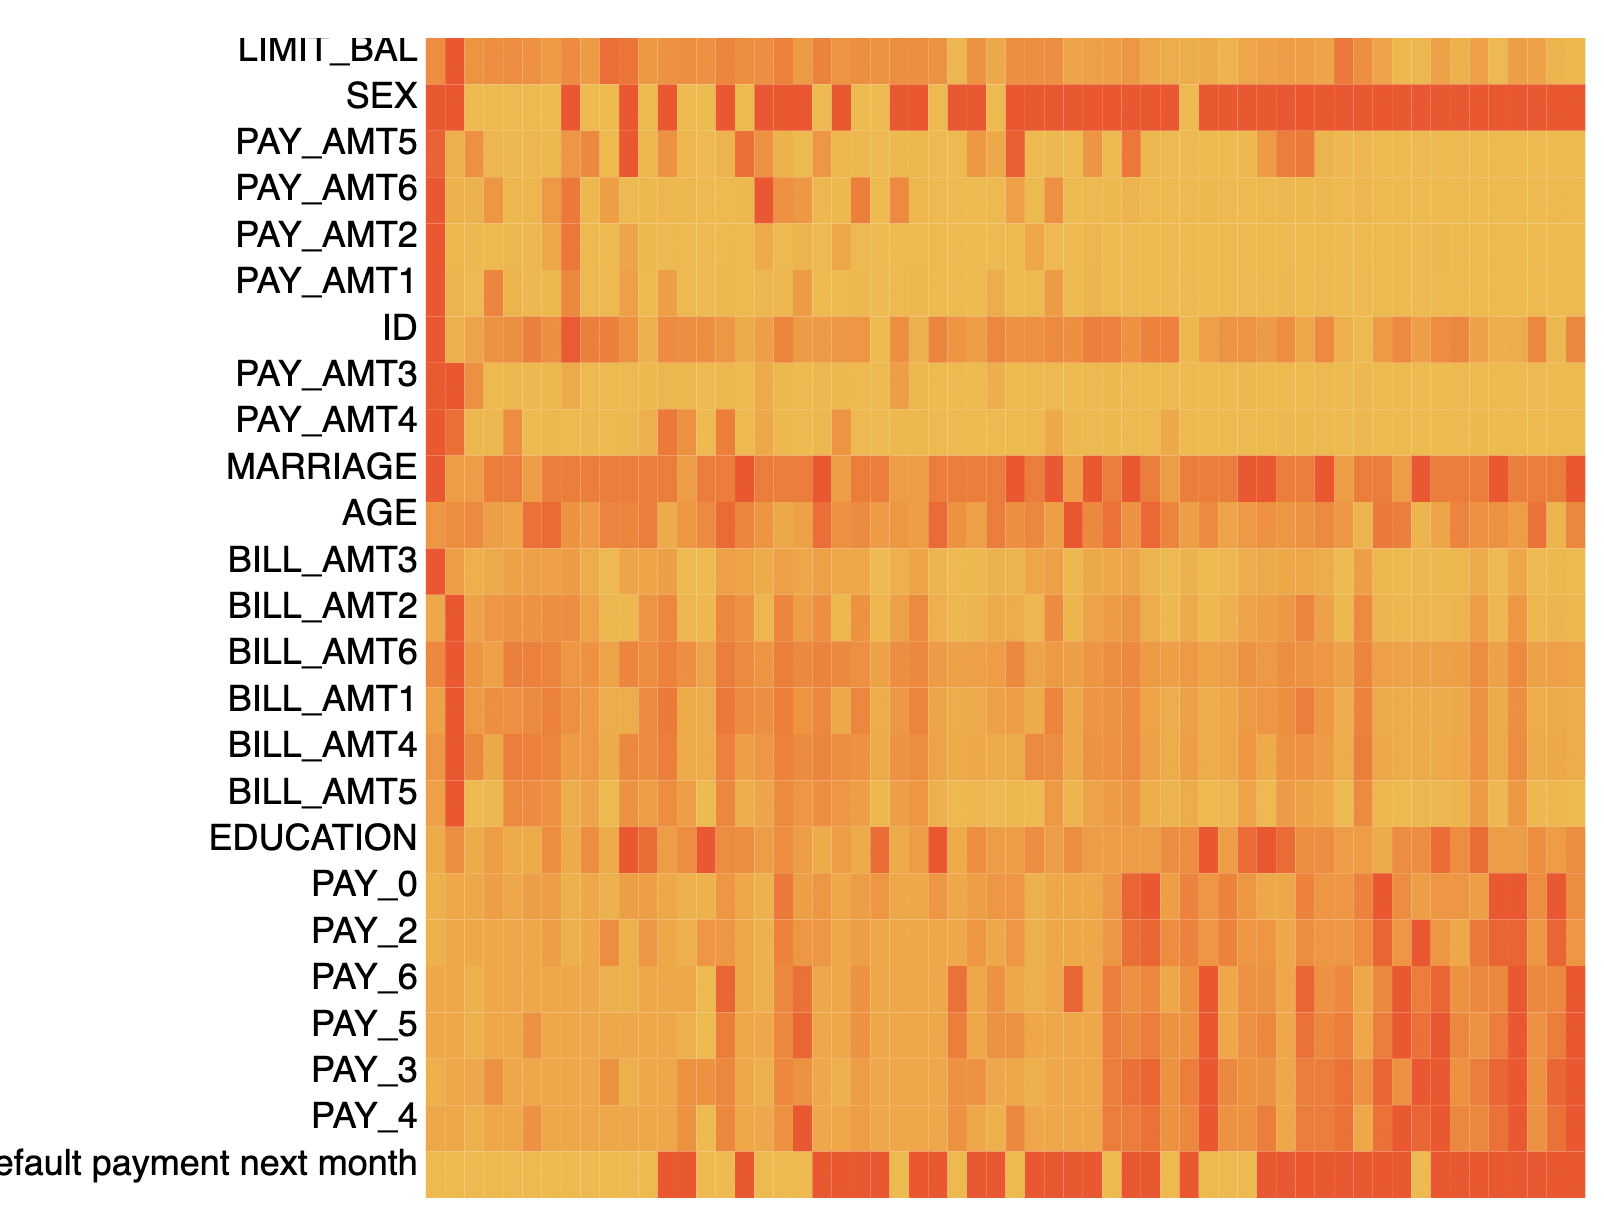 LIMIT_BAL
SEX
PAY_AMT5
PAY_AMT6
PAY_AMT2
PAY_AMT1
ID
PAY_AMT3
PAY_AMT4
MARRIAGE
AGE
BILL_AMT3
BILL_AMT2
BILL_AMT6
BILL_AMT1
BILL_AMT4
BILL_AMT5
EDUCATION
PAY_0
PAY_2
PAY_6
PAY_5
PAY_3
PAY_4
efault payment next month